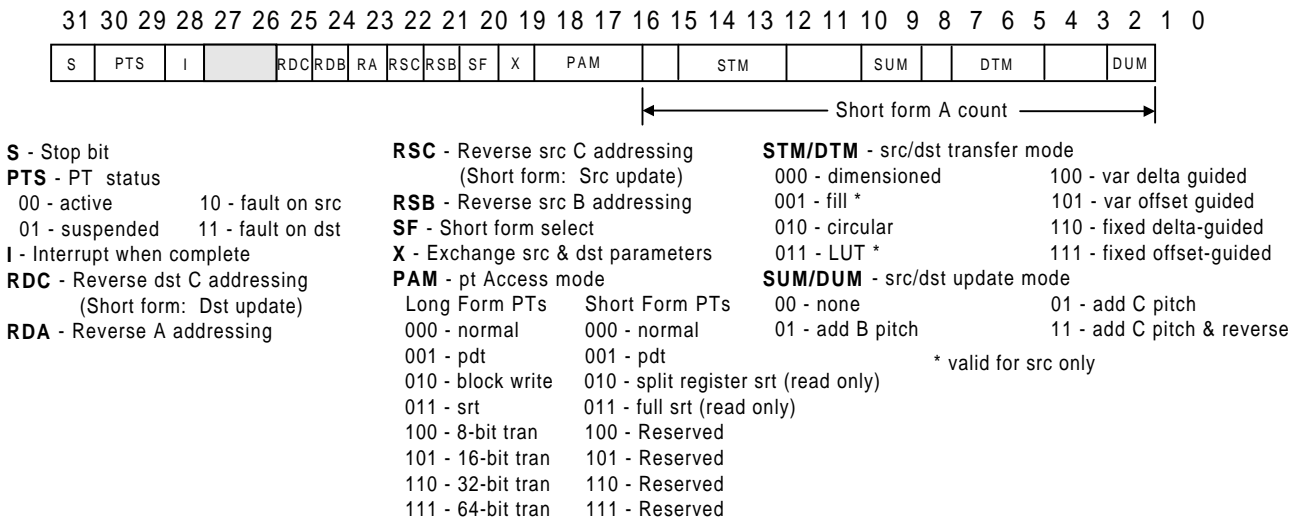 31 30 29 28 27 26 25 24 23 22 21 20 19 18 17 16 15 14 13 12 11 10 9 8 7 6 5 4 3 2 1 0
S PTS I RDC RDB RA RSC RSB SF X PAM STM SUM DTM DUM
Short form A count
S - Stop bit
PTS - PT status
00 - active 10 - fault on src
01 - suspended 11 - fault on dst
I - Interrupt when complete
RDC - Reverse dst C addressing
(Short form: Dst update)
RDA - Reverse A addressing
RSC - Reverse src C addressing
(Short form: Src update)
RSB - Reverse src B addressing
SF - Short form select
X - Exchange src & dst parameters
PAM - pt Access mode
Long Form PTs Short Form PTs
000 - normal 000 - normal
001 - pdt 001 - pdt
010 - block write 010 - split register srt (read only)
011 - srt 011 - full srt (read only)
100 - 8-bit tran 100 - Reserved
101 - 16-bit tran 101 - Reserved
110 - 32-bit tran 110 - Reserved
111 - 64-bit tran 111 - Reserved
STM/DTM - src/dst transfer mode
000 - dimensioned 100 - var delta guided
001 - fill * 101 - var offset guided
010 - circular 110 - fixed delta-guided
011 - LUT * 111 - fixed offset-guided
SUM/DUM - src/dst update mode
00 - none 01 - add C pitch
01 - add B pitch 11 - add C pitch & reverse
* valid for src only